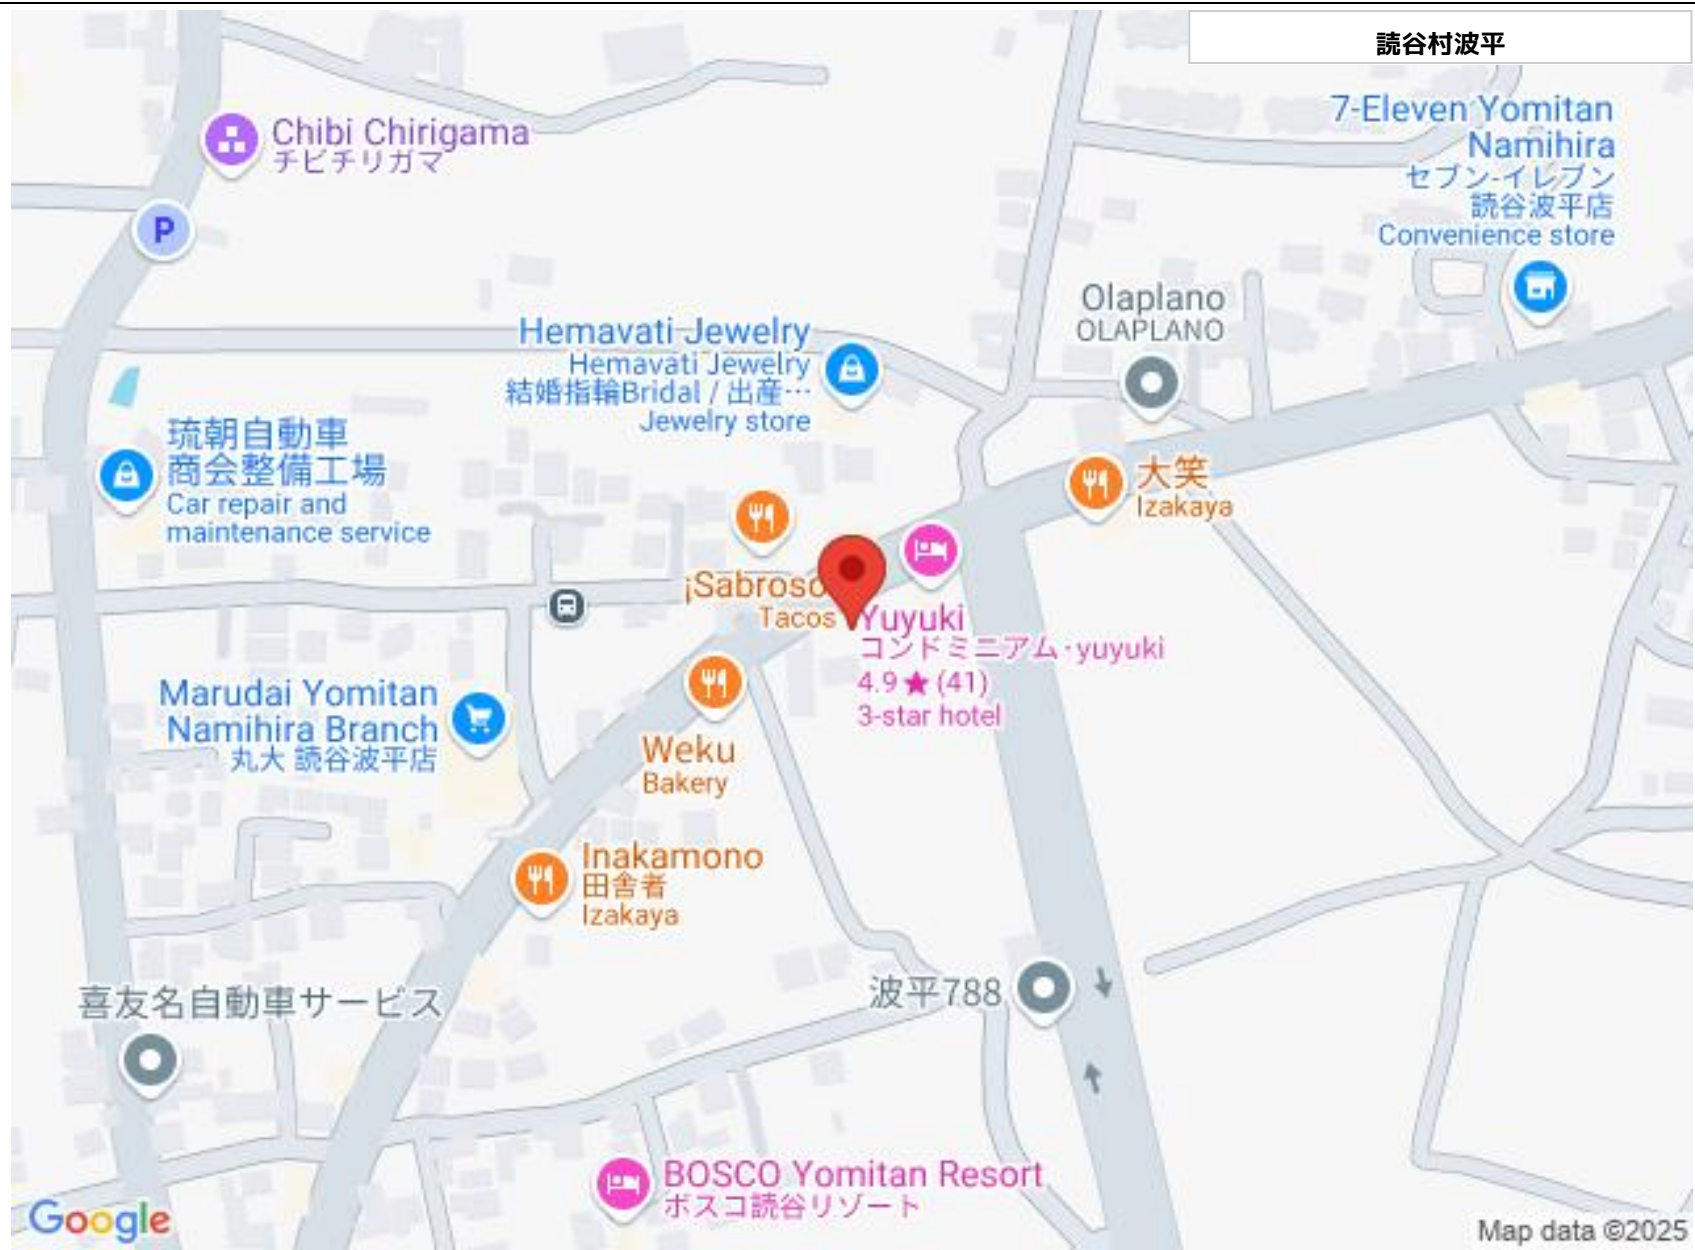 読谷村波平
Chibi Chirigama
チビチリガマ
P
7-Eleven Yomitan
Namihira
セブン-イレブン
読谷波平店
Convenience store
Olaplano
OLAPLANO
Hemavati Jewelry
Hemavati Jewelry
結婚指輪Bridal / 出産…
Jewelry store
琉朝自動車
商会整備工場
Car repair and
maintenance service
大笑
Izakaya
¡Sabroso
Tacos
Yuyuki
コンドミニアム·yuyuki
4.9★(41)
3-star hotel
Marudai Yomitan
Namihira Branch
丸大 読谷波平店
Weku
Bakery
Inakamono
田舎者
Izakaya
波平788
喜友名自動車サービス
BOSCO Yomitan Resort
ボスコ読谷リゾート
Google
Map data ©2025